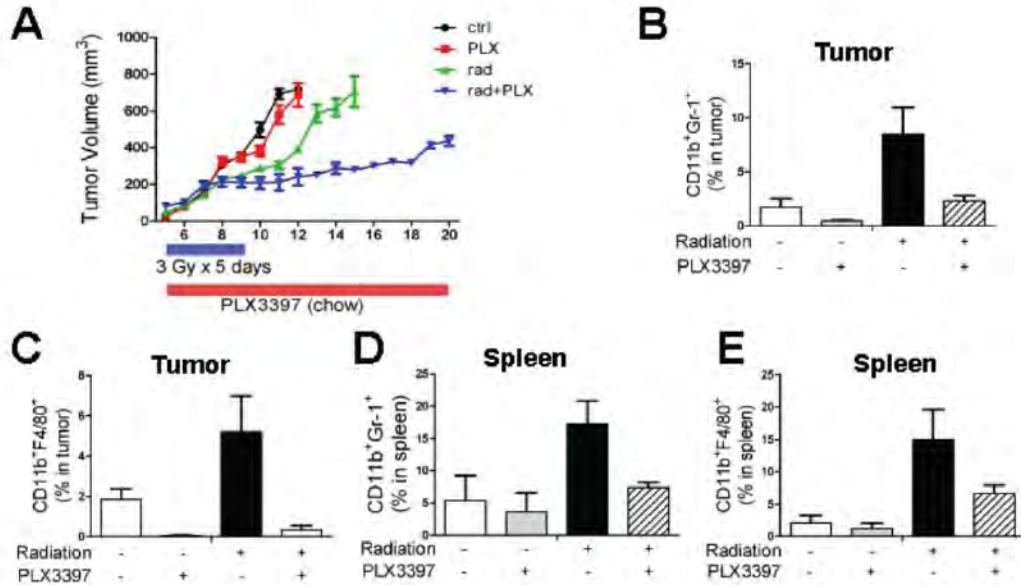 A
ctrl
PLX
rad
rad+PLX
Tumor Volume (mm³)
1000
800
600
400
200
0
6 8 10 12 14 16 18 20
3 Gy x 5 days
PLX3397 (chow)
B
Tumor
CD11b⁺Gr-1⁺
(% in tumor)
15
10
5
0
Radiation - - + +
PLX3397 - + - +
C
Tumor
CD11b⁺F4/80⁺
(% in tumor)
8
6
4
2
0
Radiation - - + +
PLX3397 - + - +
D
Spleen
CD11b⁺Gr-1⁺
(% in spleen)
25
20
15
10
5
0
Radiation - - + +
PLX3397 - + - +
E
Spleen
CD11b⁺F4/80⁺
(% in spleen)
25
20
15
10
5
0
Radiation - - + +
PLX3397 - + - +